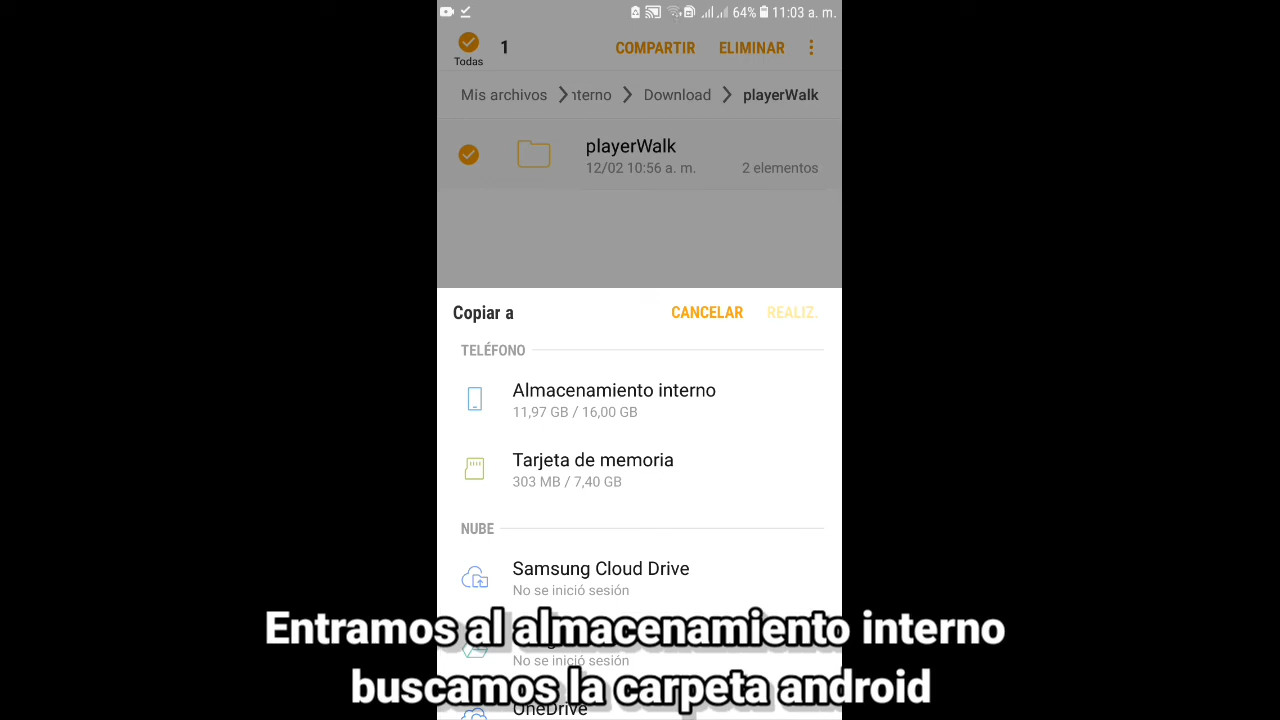 64% 11:03 a. m.
Todas
1
COMPARTIR
ELIMINAR
Mis archivos
nterno
Download
playerWalk
playerWalk
12/02 10:56 a. m.
2 elementos
Copiar a
CANCELAR
REALIZ.
TELÉFONO
Almacenamiento interno
11,97 GB / 16,00 GB
Tarjeta de memoria
303 MB / 7,40 GB
NUBE
Samsung Cloud Drive
No se inició sesión
Entramos al almacenamiento interno
No se inició sesión
buscamos la carpeta android
OneDrive